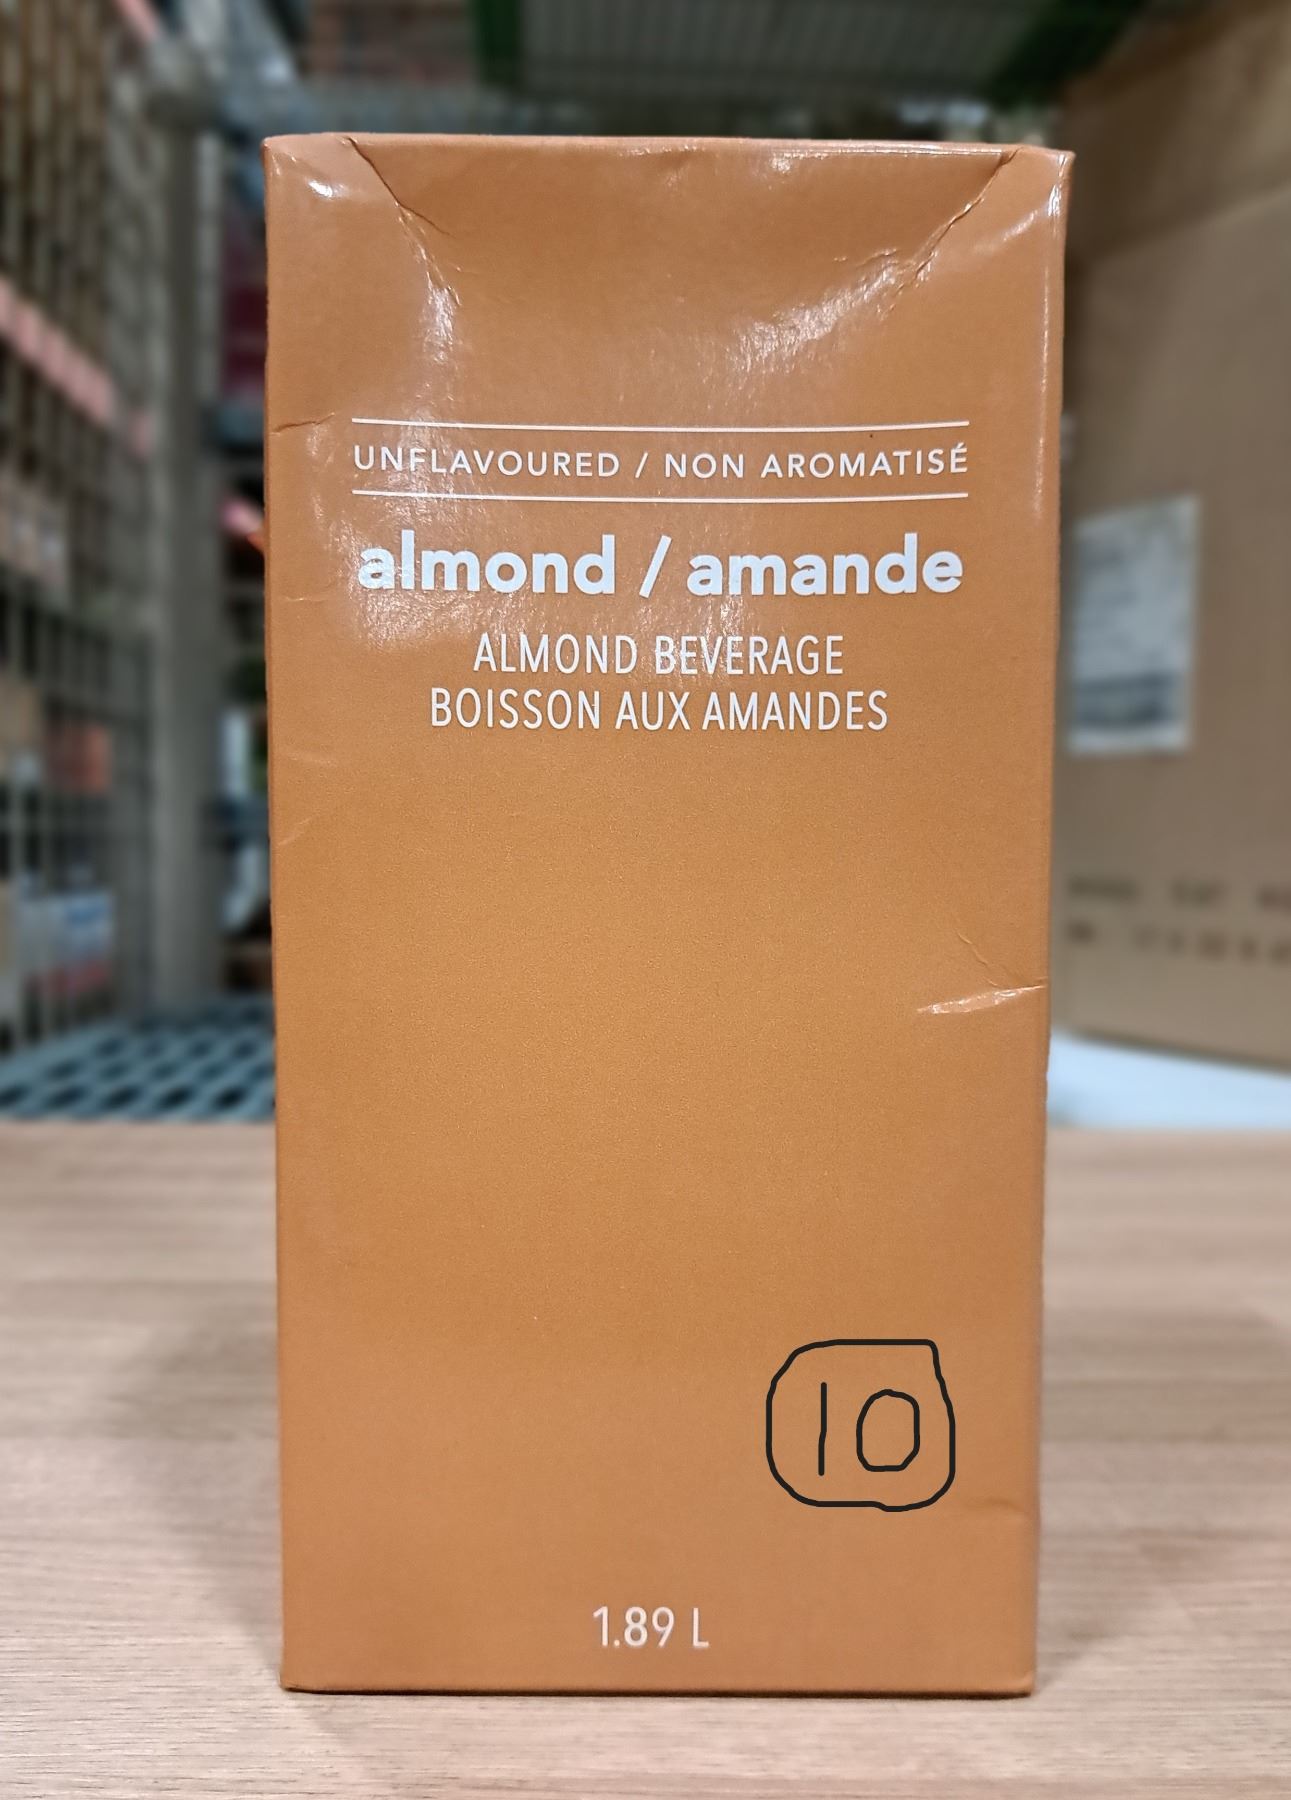 UNFLAVOURED / NON AROMATISÉ
almond / amande
ALMOND BEVERAGE
BOISSON AUX AMANDES
10
1.89 L